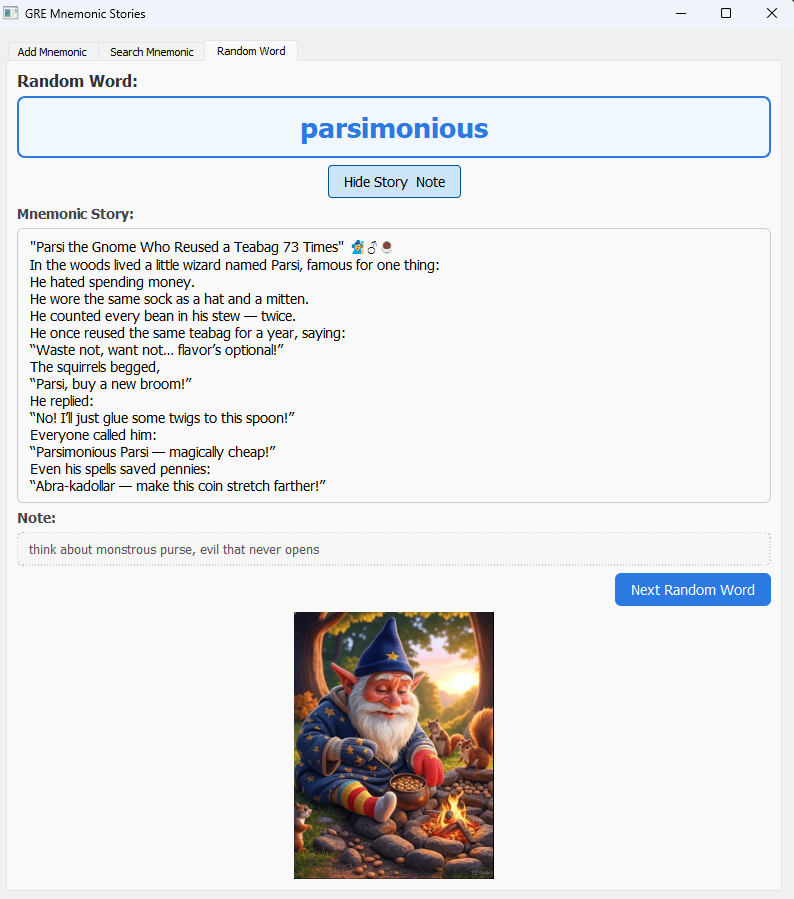 GRE Mnemonic Stories
Add Mnemonic Search Mnemonic Random Word
Random Word:
parsimonious
Hide Story  Note
Mnemonic Story:
"Parsi the Gnome Who Reused a Teabag 73 Times" 🧙♂☕
In the woods lived a little wizard named Parsi, famous for one thing:
He hated spending money.
He wore the same sock as a hat and a mitten.
He counted every bean in his stew — twice.
He once reused the same teabag for a year, saying:
“Waste not, want not… flavor’s optional!”
The squirrels begged,
“Parsi, buy a new broom!”
He replied:
“No! I’ll just glue some twigs to this spoon!”
Everyone called him:
“Parsimonious Parsi — magically cheap!”
Even his spells saved pennies:
“Abra-kadollar — make this coin stretch farther!”
Note:
think about monstrous purse, evil that never opens
Next Random Word